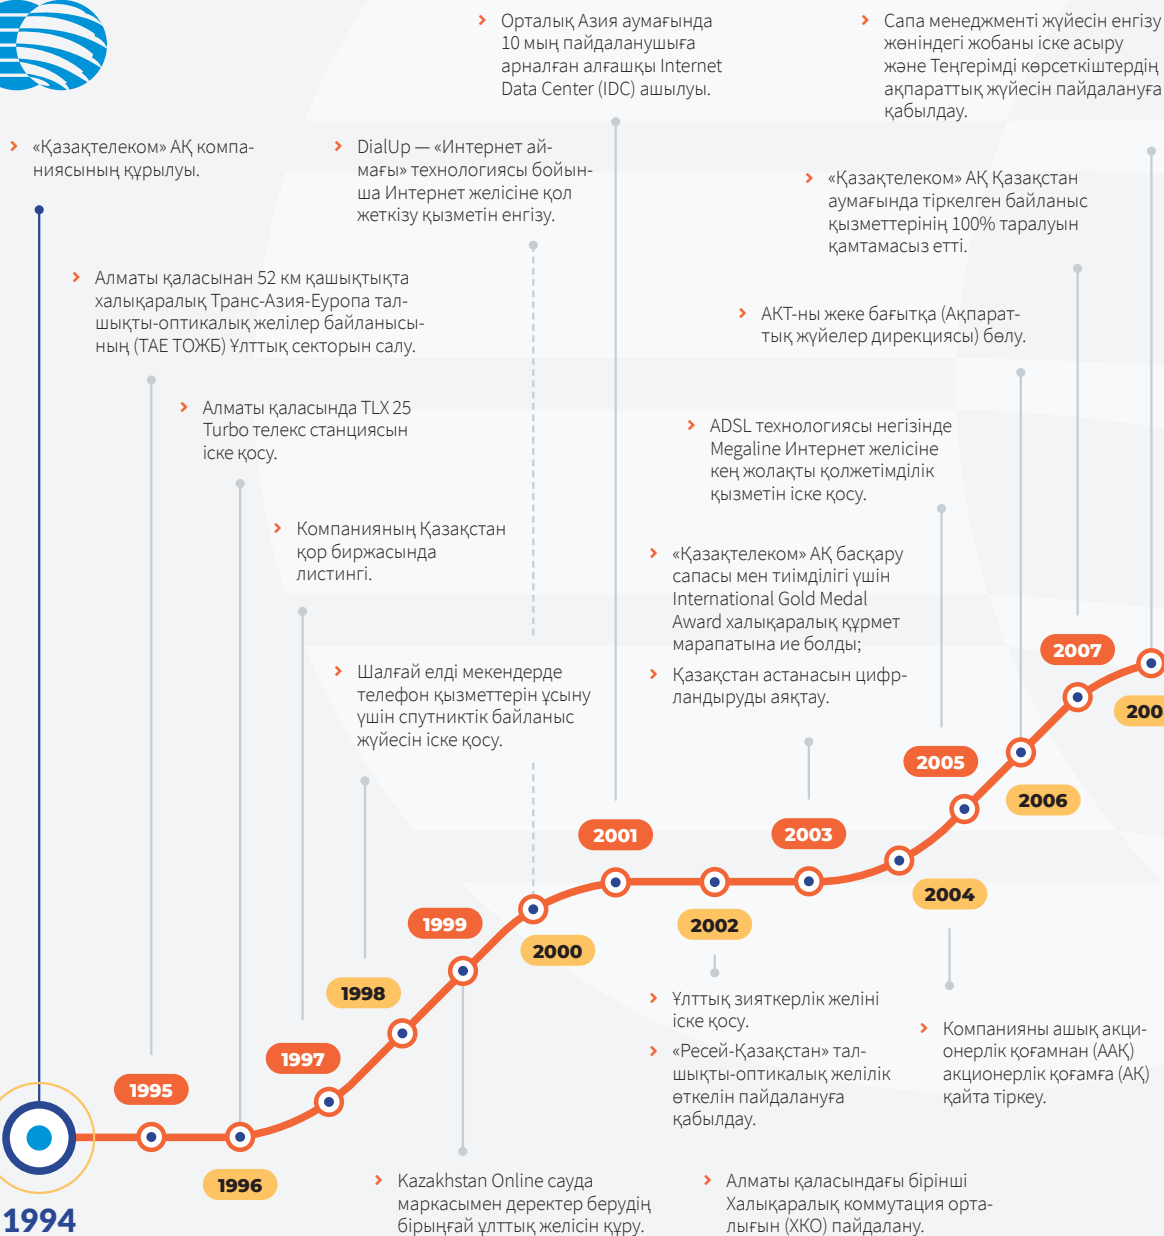 › «Қазақтелеком» АҚ компа-
ниясының құрылуы.
1994
› Алматы қаласынан 52 км қашықтықта
халықаралық Транс-Азия-Еуропа тал-
шықты-оптикалық желілер байланысы-
ның (ТАЕ ТОЖБ) Ұлттық секторын салу.
1995
› Алматы қаласында TLX 25
Turbo телекс станциясын
іске қосу.
1996
› Компанияның Қазақстан
қор биржасында
листингі.
1997
› Шалғай елді мекендерде
телефон қызметтерін ұсыну
үшін спутниктік байланыс
жүйесін іске қосу.
1998
1999
› Kazakhstan Online сауда
маркасымен деректер берудің
бірыңғай ұлттық желісін құру.
› DialUp — «Интернет ай-
мағы» технологиясы бойын-
ша Интернет желісіне қол
жеткізу қызметін енгізу.
2000
› Орталық Азия аумағында
10 мың пайдаланушыға
арналған алғашқы Internet
Data Center (IDC) ашылуы.
2001
2002
› Ұлттық зияткерлік желіні
іске қосу.
› «Ресей-Қазақстан» тал-
шықты-оптикалық желілік
өткелін пайдалануға
қабылдау.
› Алматы қаласындағы бірінші
Халықаралық коммутация орта-
лығын (ХКО) пайдалану.
› «Қазақтелеком» АҚ басқару
сапасы мен тиімділігі үшін
International Gold Medal
Award халықаралық құрмет
марапатына ие болды;
› Қазақстан астанасын цифр-
ландыруды аяқтау.
2003
2004
› Компанияны ашық акци-
онерлік қоғамнан (ААҚ)
акционерлік қоғамға (АҚ)
қайта тіркеу.
› ADSL технологиясы негізінде
Megaline Интернет желісіне
кең жолақты қолжетімділік
қызметін іске қосу.
2005
› АКТ-ны жеке бағытқа (Ақпарат-
тық жүйелер дирекциясы) бөлу.
2006
› «Қазақтелеком» АҚ Қазақстан
аумағында тіркелген байланыс
қызметтерінің 100% таралуын
қамтамасыз етті.
2007
› Сапа менеджменті жүйесін енгізу
жөніндегі жобаны іске асыру
және Теңгерімді көрсеткіштердің
ақпараттық жүйесін пайдалануға
қабылдау.